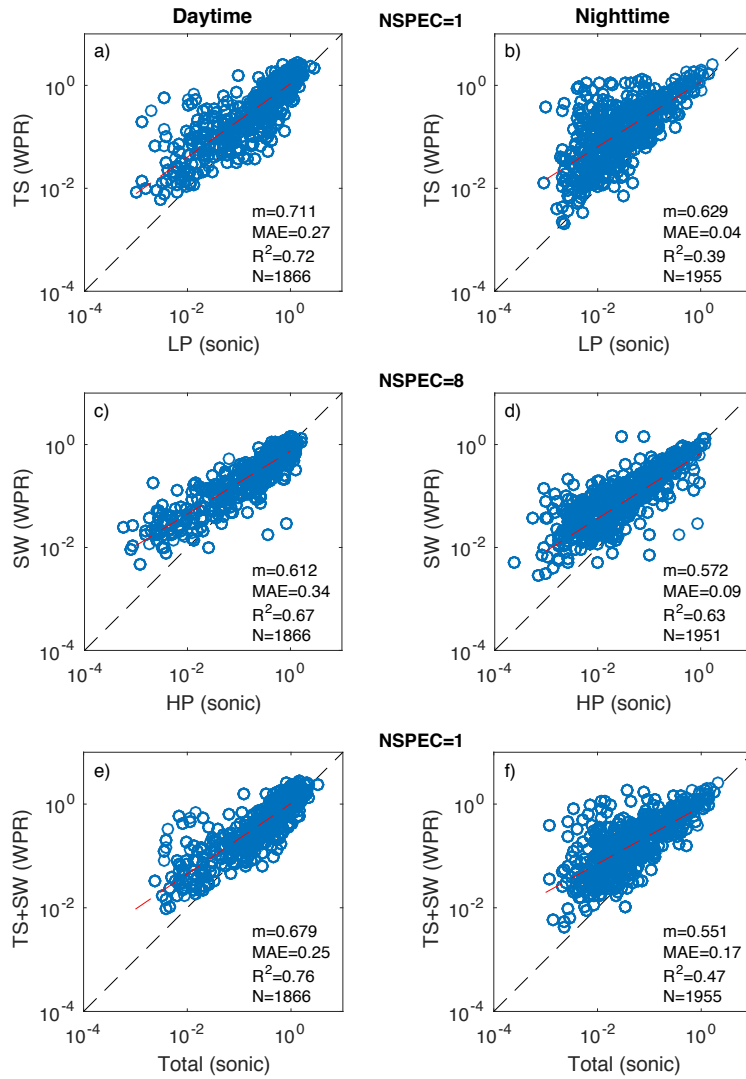 Daytime
NSPEC=1
Nighttime
a)
10^0
10^-2
10^-4
TS (WPR)
m=0.711
MAE=0.27
R^2=0.72
N=1866
10^-4 10^-2 10^0
LP (sonic)
b)
10^0
10^-2
10^-4
TS (WPR)
m=0.629
MAE=0.04
R^2=0.39
N=1955
10^-4 10^-2 10^0
LP (sonic)
NSPEC=8
c)
10^0
10^-2
10^-4
SW (WPR)
m=0.612
MAE=0.34
R^2=0.67
N=1866
10^-4 10^-2 10^0
HP (sonic)
d)
10^0
10^-2
10^-4
SW (WPR)
m=0.572
MAE=0.09
R^2=0.63
N=1951
10^-4 10^-2 10^0
HP (sonic)
NSPEC=1
e)
10^0
10^-2
10^-4
TS+SW (WPR)
m=0.679
MAE=0.25
R^2=0.76
N=1866
10^-4 10^-2 10^0
Total (sonic)
f)
10^0
10^-2
10^-4
TS+SW (WPR)
m=0.551
MAE=0.17
R^2=0.47
N=1955
10^-4 10^-2 10^0
Total (sonic)